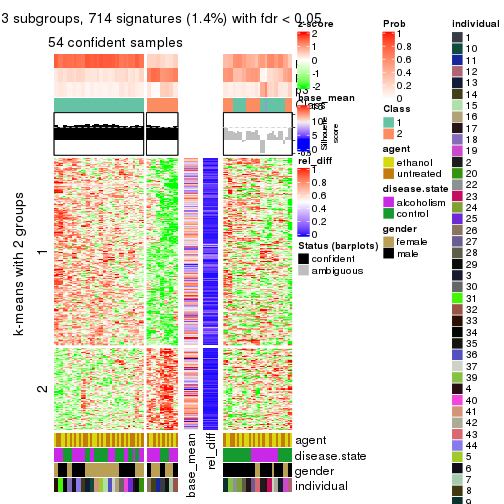 3 subgroups, 714 signatures (1.4%) with fdr < 0.05
54 confident samples
k-means with 2 groups
1
2
p3
Class
Silhouette
score
base_mean
rel_diff
agent
disease.state
gender
individual
z-score
2
1
0
-1
-2
base_mean
15
10
5
0
rel_diff
1
0.8
0.6
0.4
0.2
0
Status (barplots)
confident
ambiguous
Prob
1
0.8
0.6
0.4
0.2
0
Class
1
2
agent
ethanol
untreated
disease.state
alcoholism
control
gender
female
male
individual
1
10
11
12
13
14
15
16
17
18
19
2
20
22
23
24
25
26
27
28
29
3
30
31
32
33
34
35
36
37
39
4
40
41
42
43
44
5
6
7
8
9